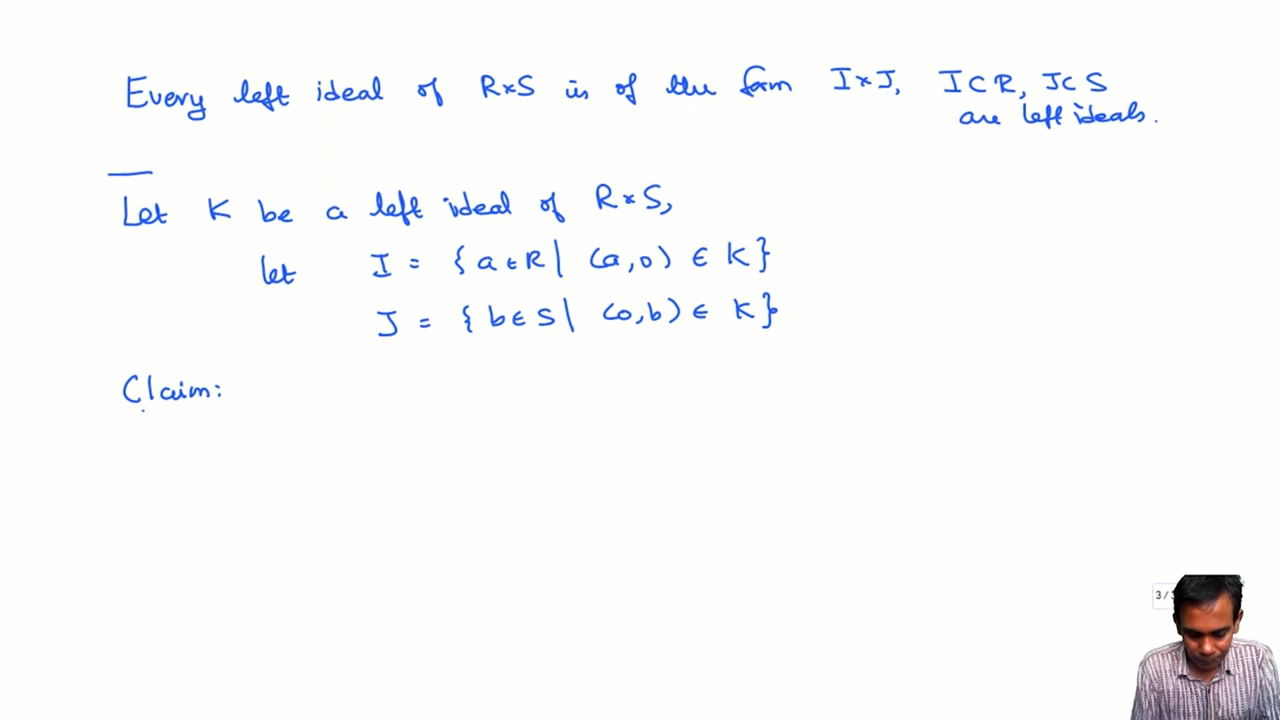 Every left ideal of R×S is of the form I×J, I⊂R, J⊂S
are left ideals.
Let K be a left ideal of R×S,
let I = {a∈R| (a,0) ∈ K}
J = {b∈S| (0,b) ∈ K}
Claim: